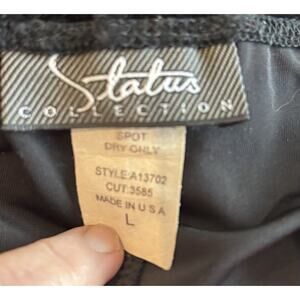 Status
COLLECTION
SPOT
DRY ONLY
STYLE:A13702
CUT:3585
MADE IN U S A
L